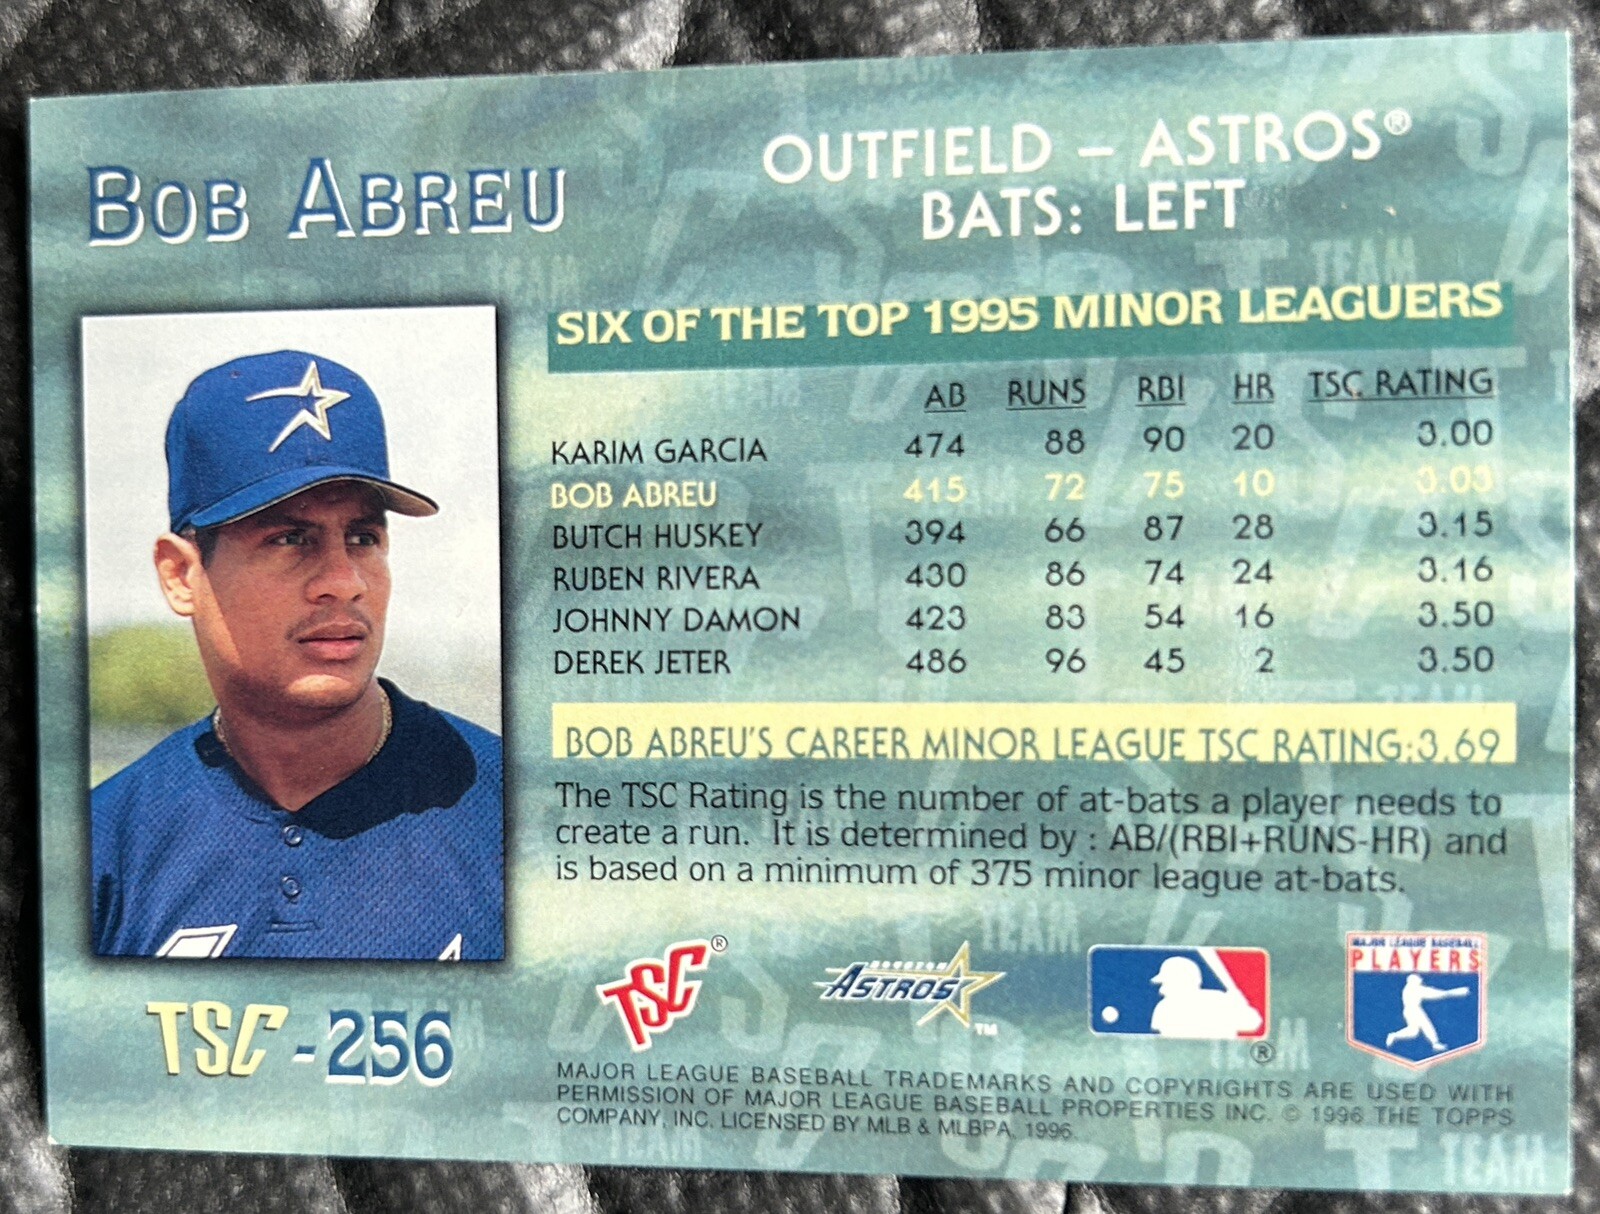 BOB ABREU
OUTFIELD – ASTROS®
BATS: LEFT
SIX OF THE TOP 1995 MINOR LEAGUERS
AB RUNS RBI HR TSC RATING
KARIM GARCIA 474 88 90 20 3.00
BOB ABREU 415 72 75 10 3.03
BUTCH HUSKEY 394 66 87 28 3.15
RUBEN RIVERA 430 86 74 24 3.16
JOHNNY DAMON 423 83 54 16 3.50
DEREK JETER 486 96 45 2 3.50
BOB ABREU'S CAREER MINOR LEAGUE TSC RATING:3.69
The TSC Rating is the number of at-bats a player needs to
create a run. It is determined by : AB/(RBI+RUNS-HR) and
is based on a minimum of 375 minor league at-bats.
TSC®
HOUSTON
ASTROS™
®
MAJOR LEAGUE BASEBALL
PLAYERS
TSC - 256
MAJOR LEAGUE BASEBALL TRADEMARKS AND COPYRIGHTS ARE USED WITH
PERMISSION OF MAJOR LEAGUE BASEBALL PROPERTIES INC. © 1996 THE TOPPS
COMPANY, INC. LICENSED BY MLB & MLBPA, 1996.